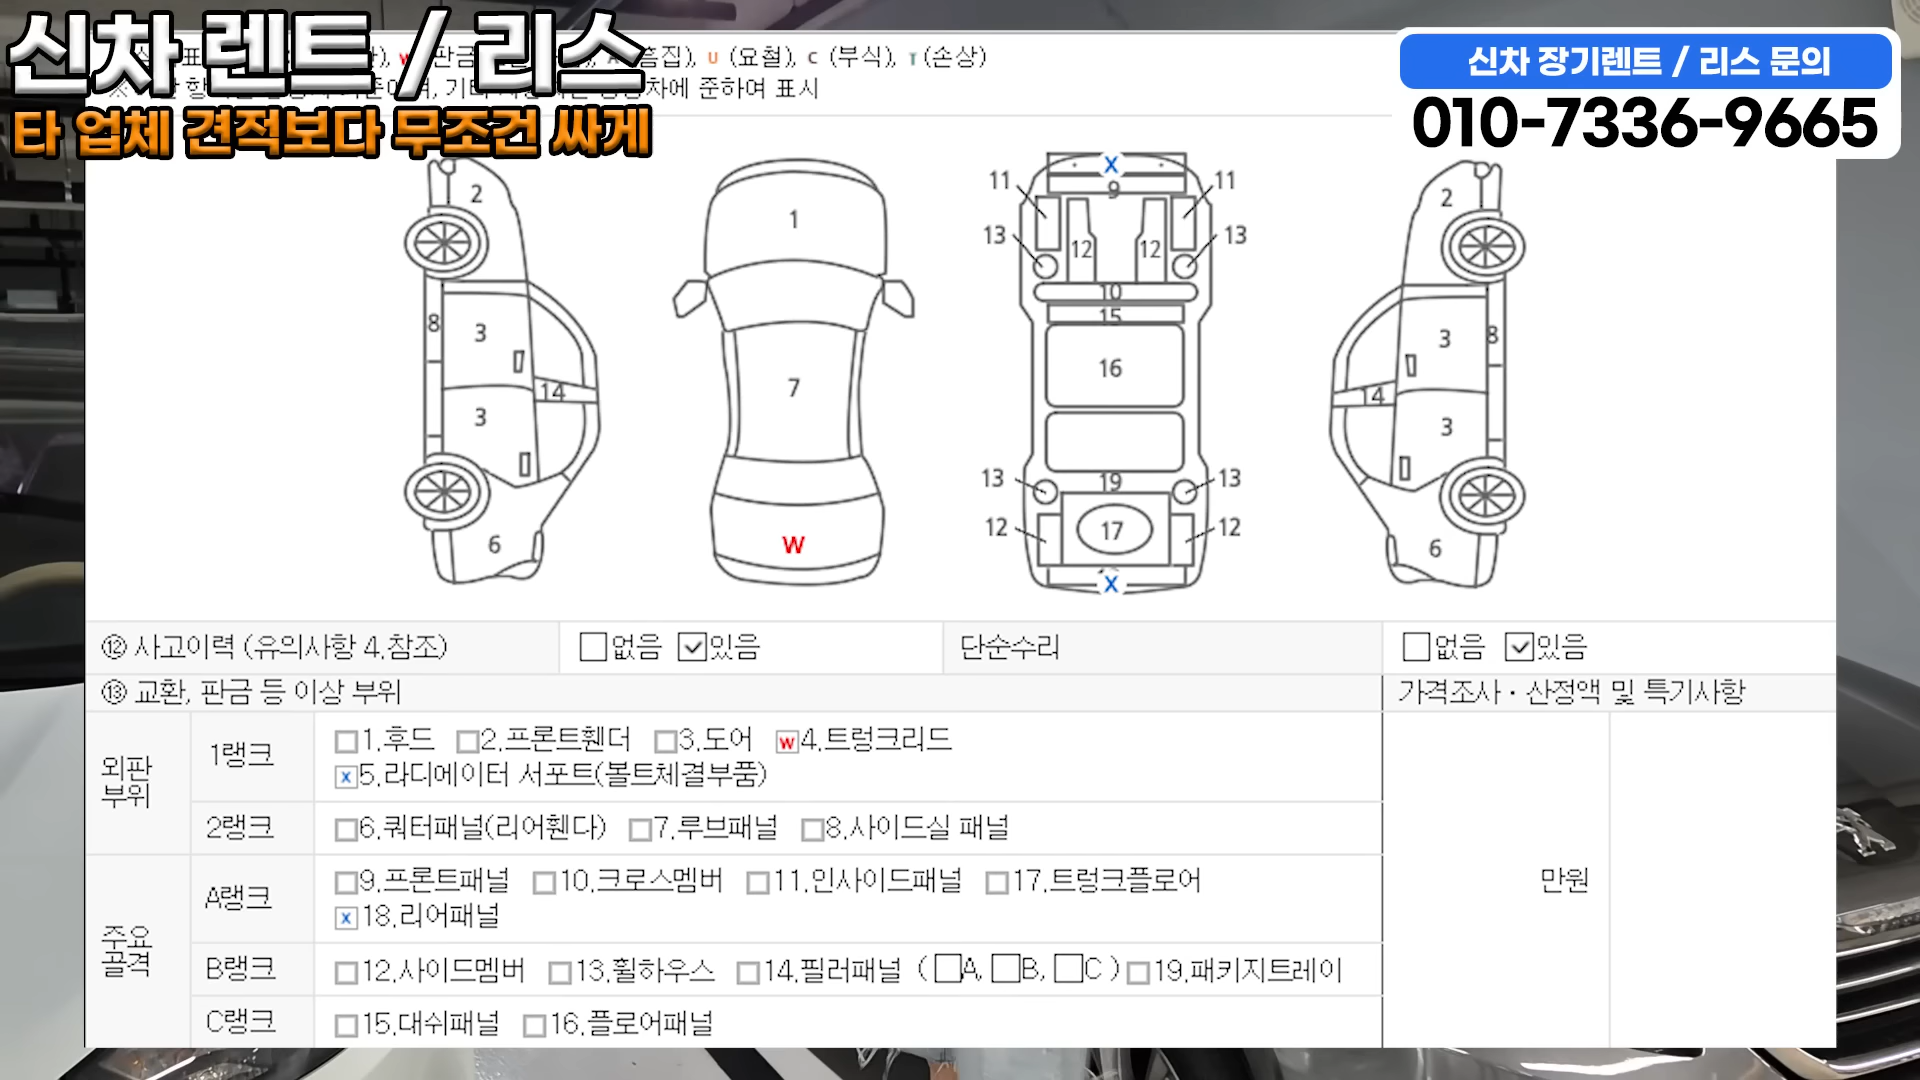 신차 렌트 / 리스
타 업체 견적보다 무조건 싸게
신차 장기렌트 / 리스 문의
010-7336-9665
U (요철), C (부식), T (손상)
준하여 표시
2
8
3
3
14
6
1
7
W
X
9
11
11
13
13
12
12
10
15
16
13
19
13
12
17
12
X
2
3
8
14
3
6
⑫ 사고이력 (유의사항 4.참조) 없음 있음 단순수리 없음 있음
⑬ 교환, 판금 등 이상 부위 가격조사·산정액 및 특기사항
외판
부위
1랭크
1.후드 2.프론트휀더 3.도어 W 4.트렁크리드
X 5.라디에이터 서포트(볼트체결부품)
2랭크
6.쿼터패널(리어휀다) 7.루브패널 8.사이드실 패널
주요
골격
A랭크
9.프론트패널 10.크로스멤버 11.인사이드패널 17.트렁크플로어
X 18.리어패널
B랭크
12.사이드멤버 13.휠하우스 14.필러패널 ( A, B, C ) 19.패키지트레이
C랭크
15.대쉬패널 16.플로어패널
만원